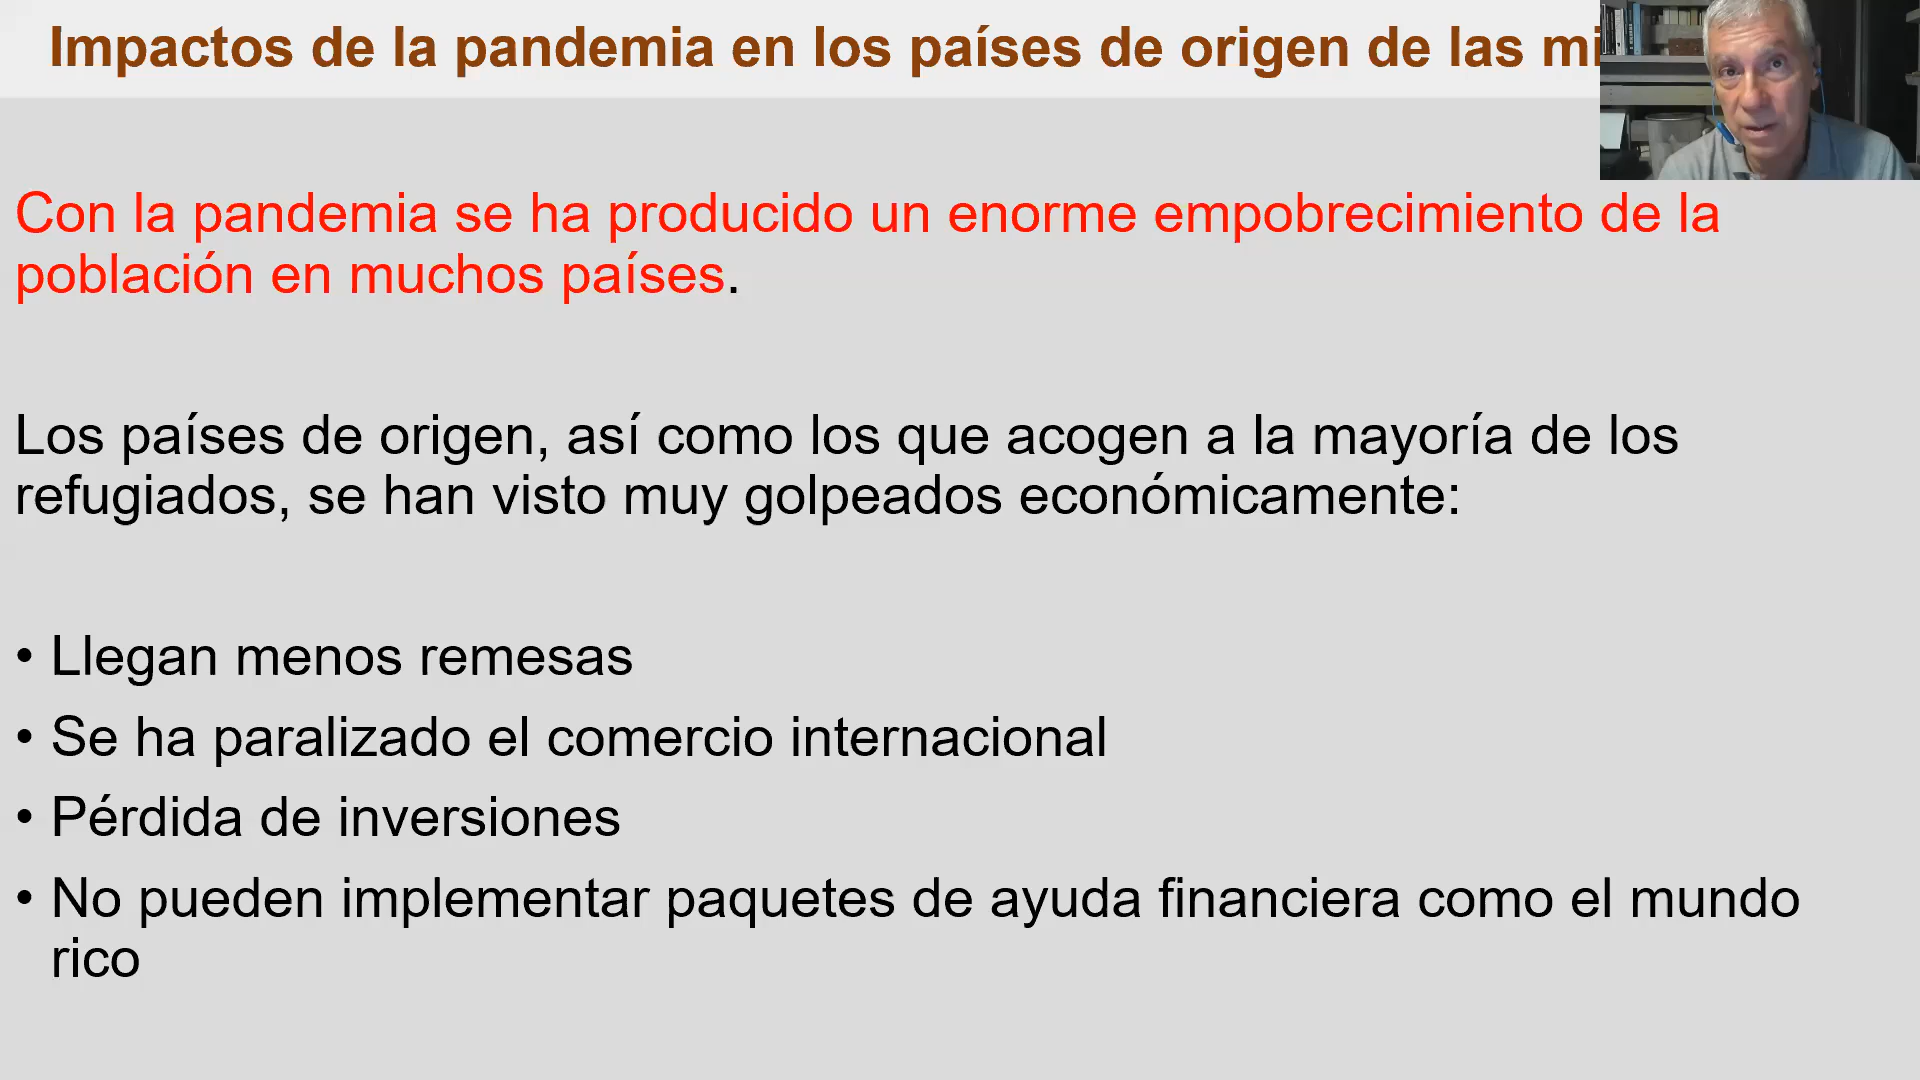 Impactos de la pandemia en los países de origen de las
Con la pandemia se ha producido un enorme empobrecimiento de la
población en muchos países.
Los países de origen, así como los que acogen a la mayoría de los
refugiados, se han visto muy golpeados económicamente:
• Llegan menos remesas
• Se ha paralizado el comercio internacional
• Pérdida de inversiones
• No pueden implementar paquetes de ayuda financiera como el mundo
rico